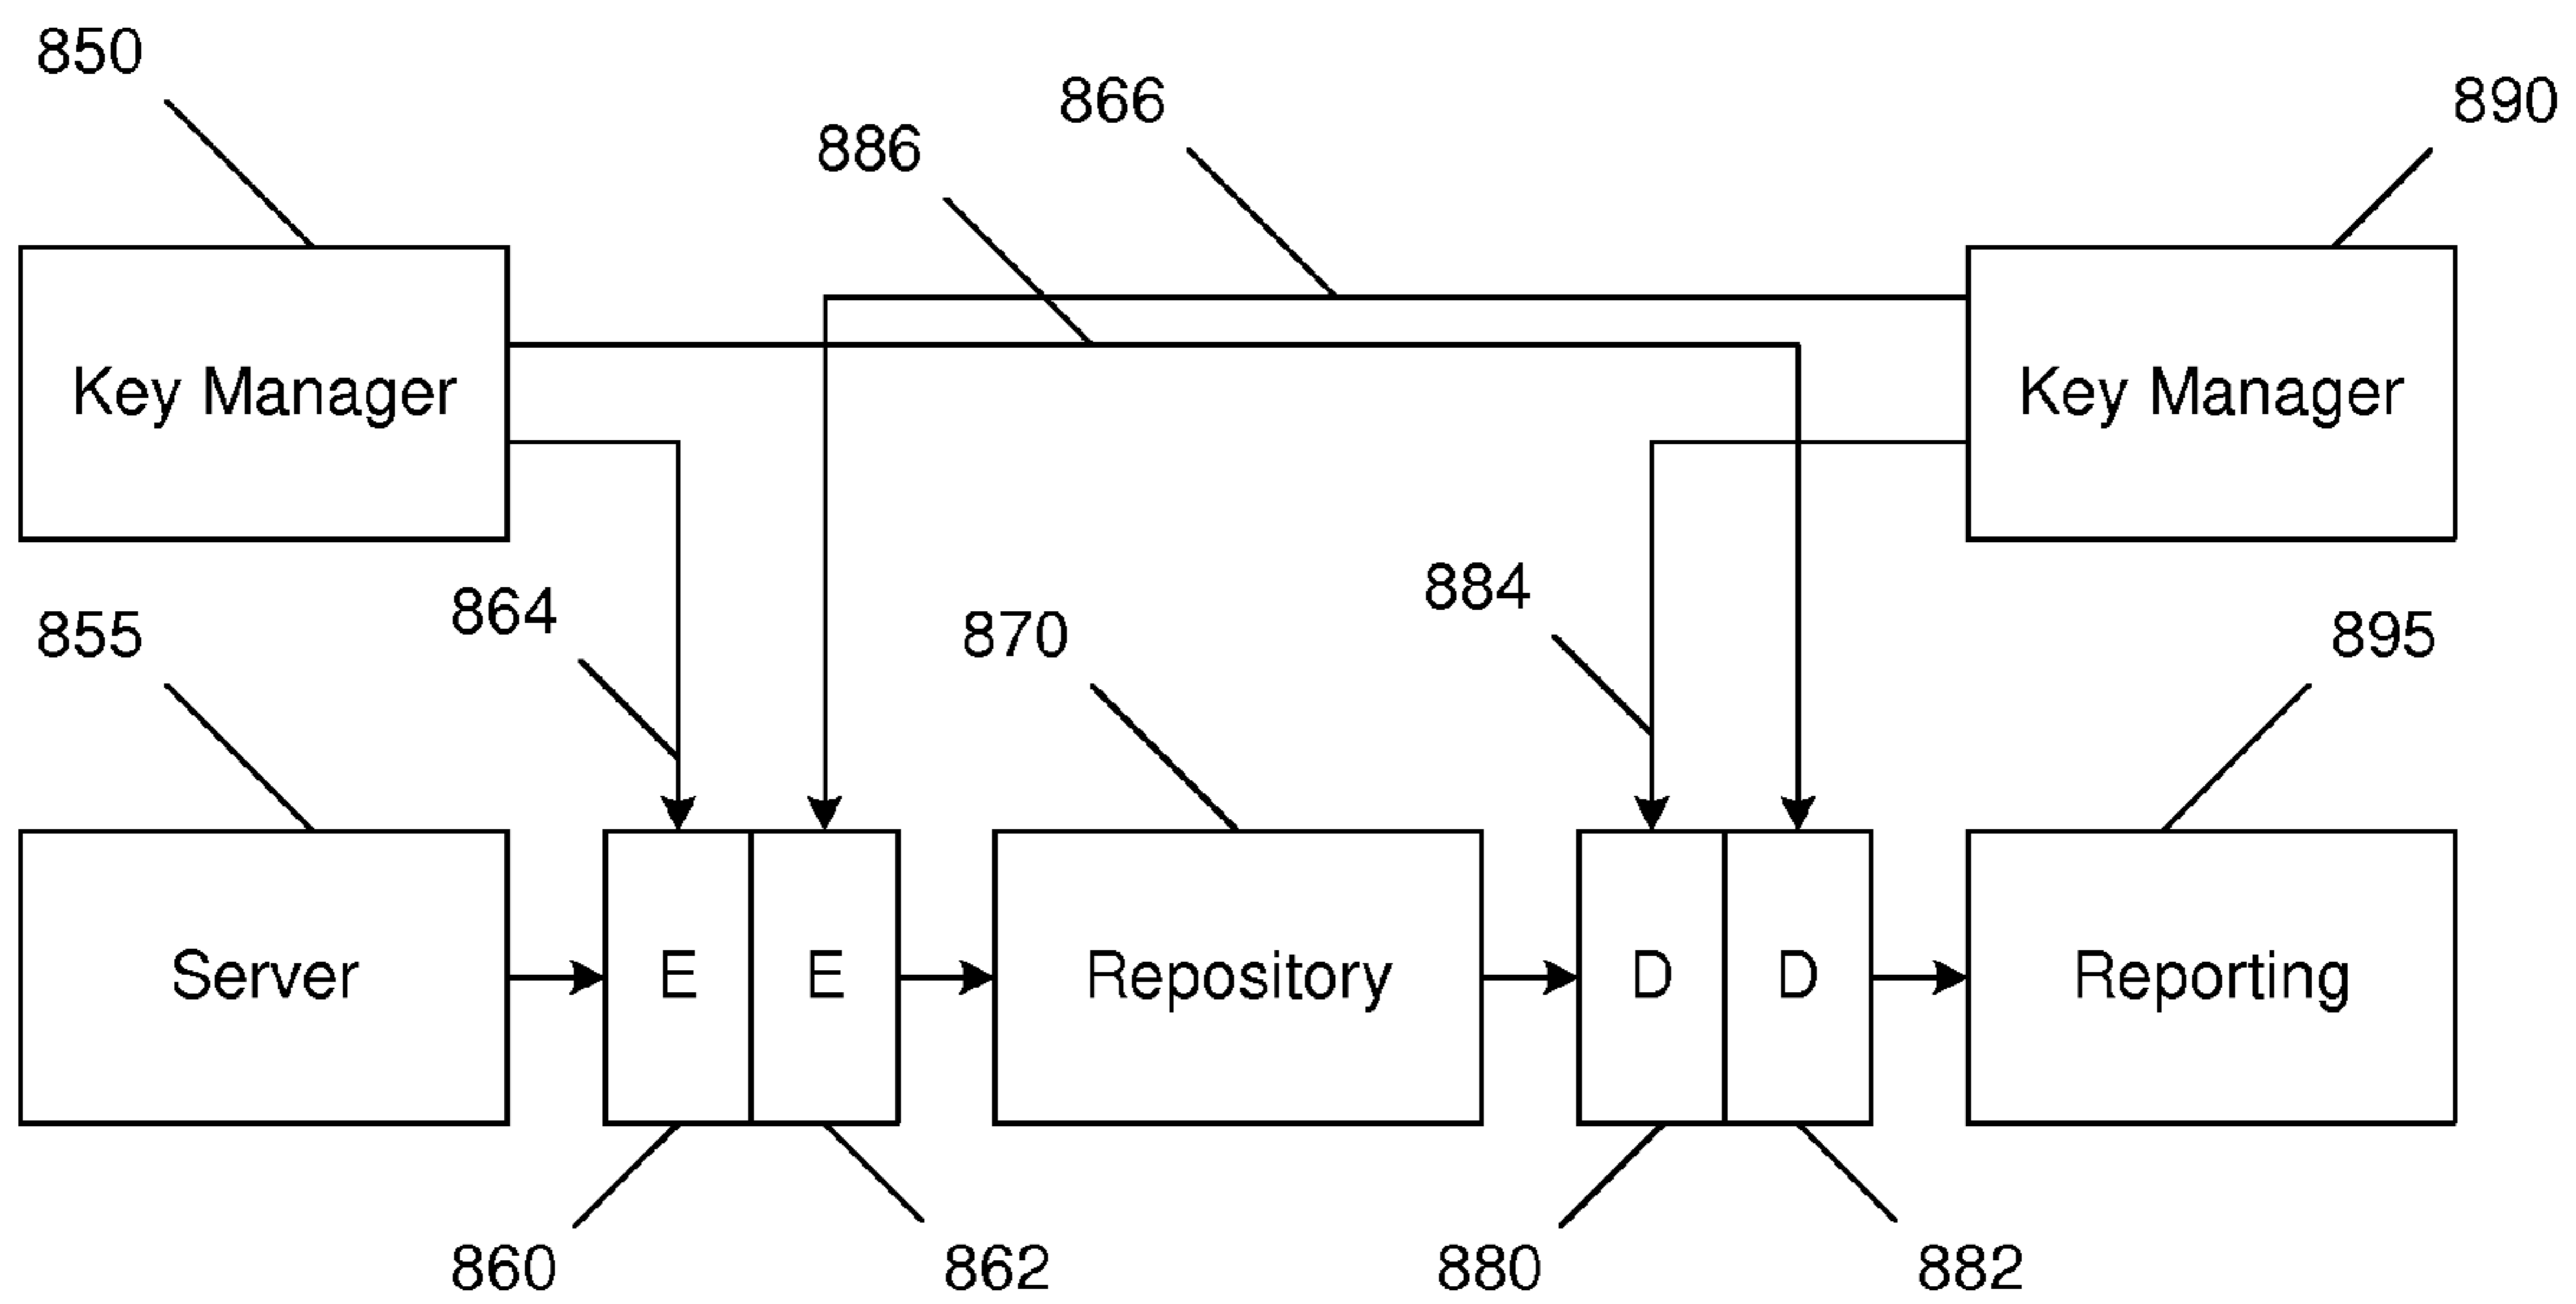 850
866
890
886
Key Manager
Key Manager
864
884
855
870
895
Server
E
E
Repository
D
D
Reporting
860
862
880
882